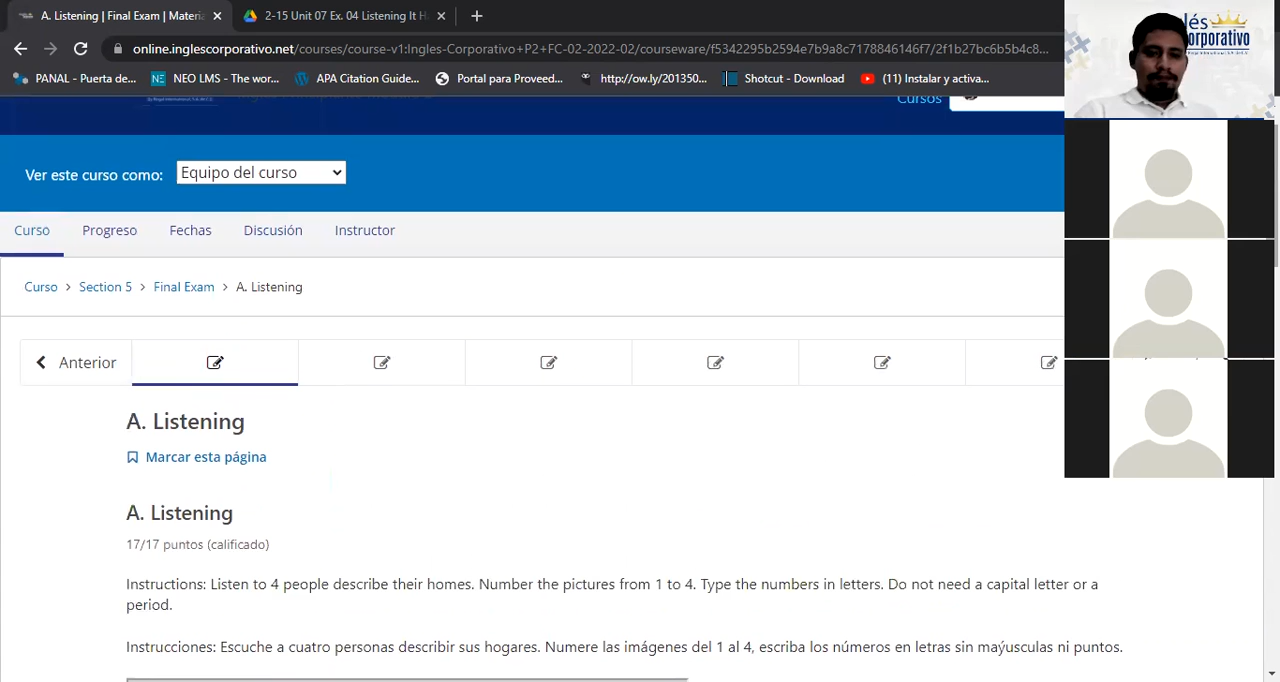 A. Listening | Final Exam | Materia
2-15 Unit 07 Ex. 04 Listening It H
online.inglescorporativo.net/courses/course-v1:Ingles-Corporativo+P2+FC-02-2022-02/courseware/f5342295b2594e7b9a8c7178846146f7/2f1b27bc6b5b4c8...
PANAL - Puerta de...
NEO LMS - The wor...
APA Citation Guide...
Portal para Proveed...
http://ow.ly/201350...
Shotcut - Download
(11) Instalar y activa...
glés
corporativo
Cursos
Ver este curso como:
Equipo del curso
Curso
Progreso
Fechas
Discusión
Instructor
Curso > Section 5 > Final Exam > A. Listening
Anterior
A. Listening
Marcar esta página
A. Listening
17/17 puntos (calificado)
Instructions: Listen to 4 people describe their homes. Number the pictures from 1 to 4. Type the numbers in letters. Do not need a capital letter or a
period.
Instrucciones: Escuche a cuatro personas describir sus hogares. Numere las imágenes del 1 al 4, escriba los números en letras sin maýusculas ni puntos.